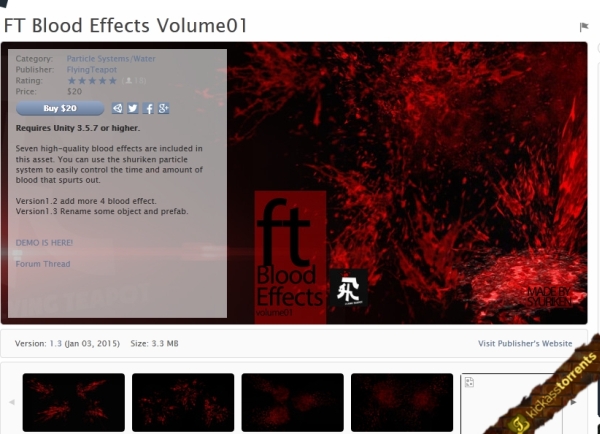 FT Blood Effects Volume01
Category: Particle Systems/Water
Publisher: FlyingTeapot
Rating:
Price: $20
Buy $20
Requires Unity 3.5.7 or higher.
Seven high-quality blood effects are included in
this asset. You can use the shuriken particle
system to easily control the time and amount of
blood that spurts out.
Version1.2 add more 4 blood effect.
Version1.3 Rename some object and prefab.
DEMO IS HERE!
Forum Thread
ft
Blood
Effects
volume01
MADE BY
SYURIKEN
Version: 1.3 (Jan 03, 2015) Size: 3.3 MB
Visit Publisher's Website
kickasstorrents